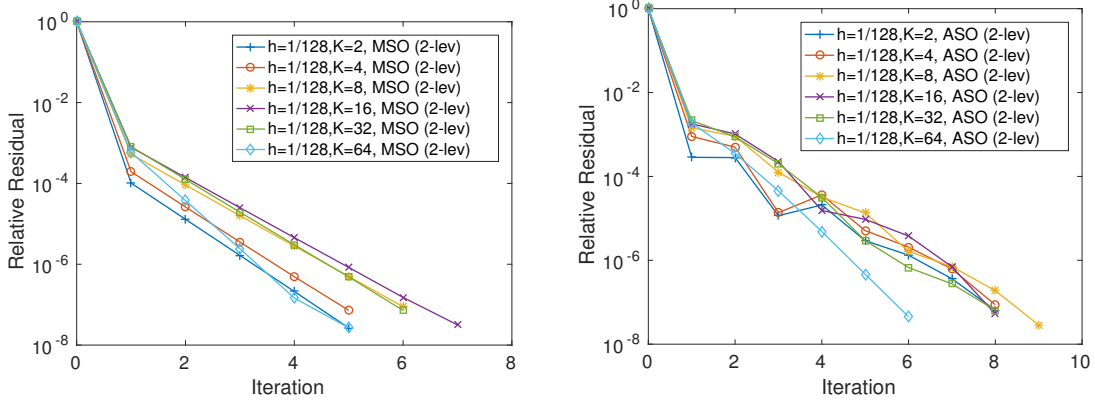 10^0
10^-2
10^-4
10^-6
10^-8
Relative Residual
0
2
4
6
8
Iteration
h=1/128,K=2, MSO (2-lev)
h=1/128,K=4, MSO (2-lev)
h=1/128,K=8, MSO (2-lev)
h=1/128,K=16, MSO (2-lev)
h=1/128,K=32, MSO (2-lev)
h=1/128,K=64, MSO (2-lev)
10^0
10^-2
10^-4
10^-6
10^-8
Relative Residual
0
2
4
6
8
10
Iteration
h=1/128,K=2, ASO (2-lev)
h=1/128,K=4, ASO (2-lev)
h=1/128,K=8, ASO (2-lev)
h=1/128,K=16, ASO (2-lev)
h=1/128,K=32, ASO (2-lev)
h=1/128,K=64, ASO (2-lev)